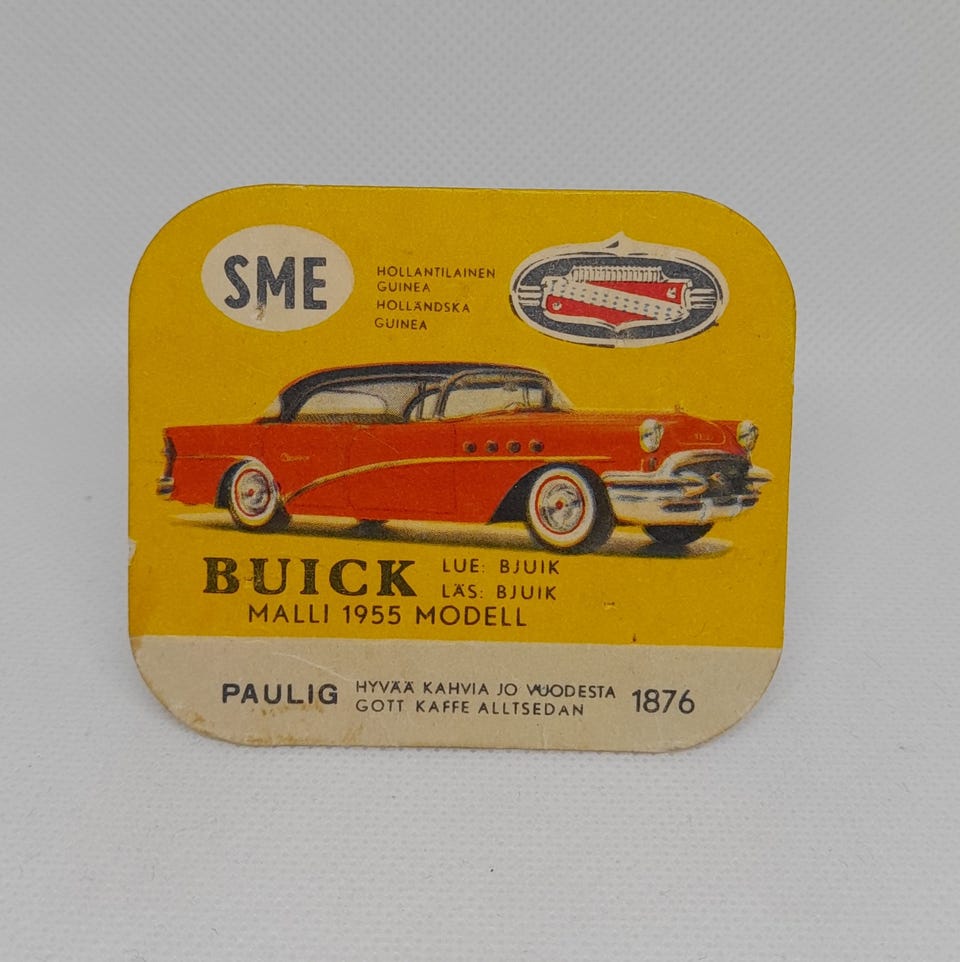 SME
HOLLANTILAINEN
GUINEA
HOLLÄNDSKA
GUINEA
BUICK
LUE: BJUIK
LÄS: BJUIK
MALLI 1955 MODELL
PAULIG
HYVÄÄ KAHVIA JO VUODESTA
GOTT KAFFE ALLTSEDAN
1876